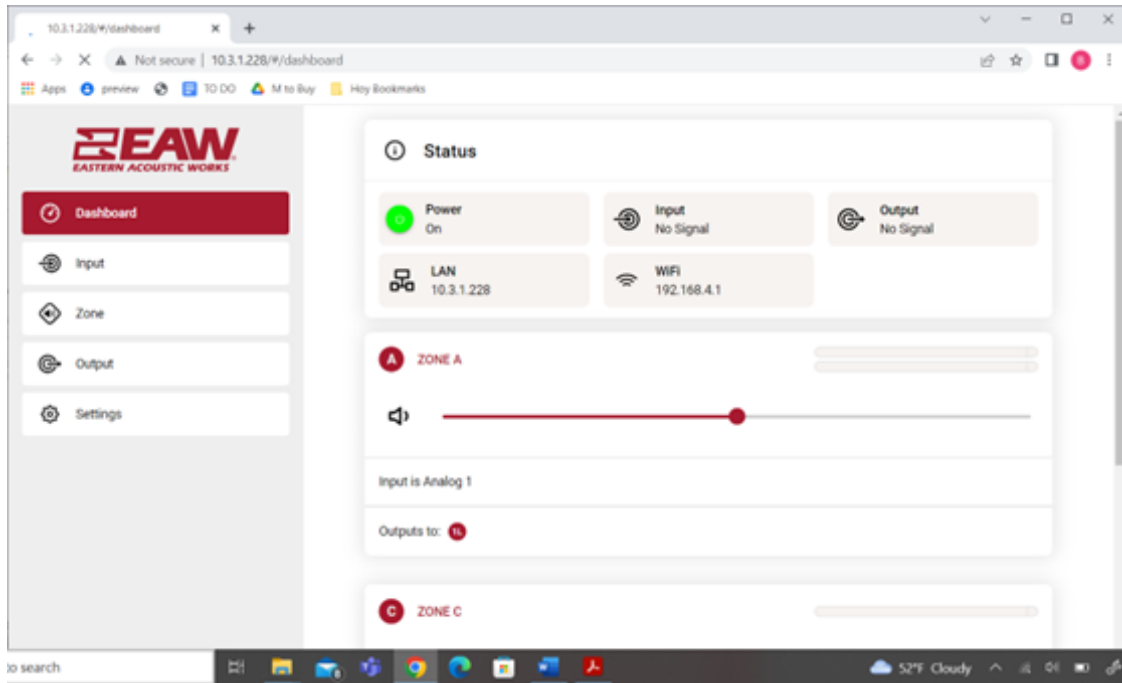 10.3.1.228/#/dashboard
Not secure | 10.3.1.228/#/dashboard
Apps preview TO DO M to Buy Hoy Bookmarks
EAW
EASTERN ACOUSTIC WORKS
Dashboard
Input
Zone
Output
Settings
Status
Power
On
Input
No Signal
Output
No Signal
LAN
10.3.1.228
WiFi
192.168.4.1
A ZONE A
Input is Analog 1
Outputs to:
C ZONE C
to search
52°F Cloudy